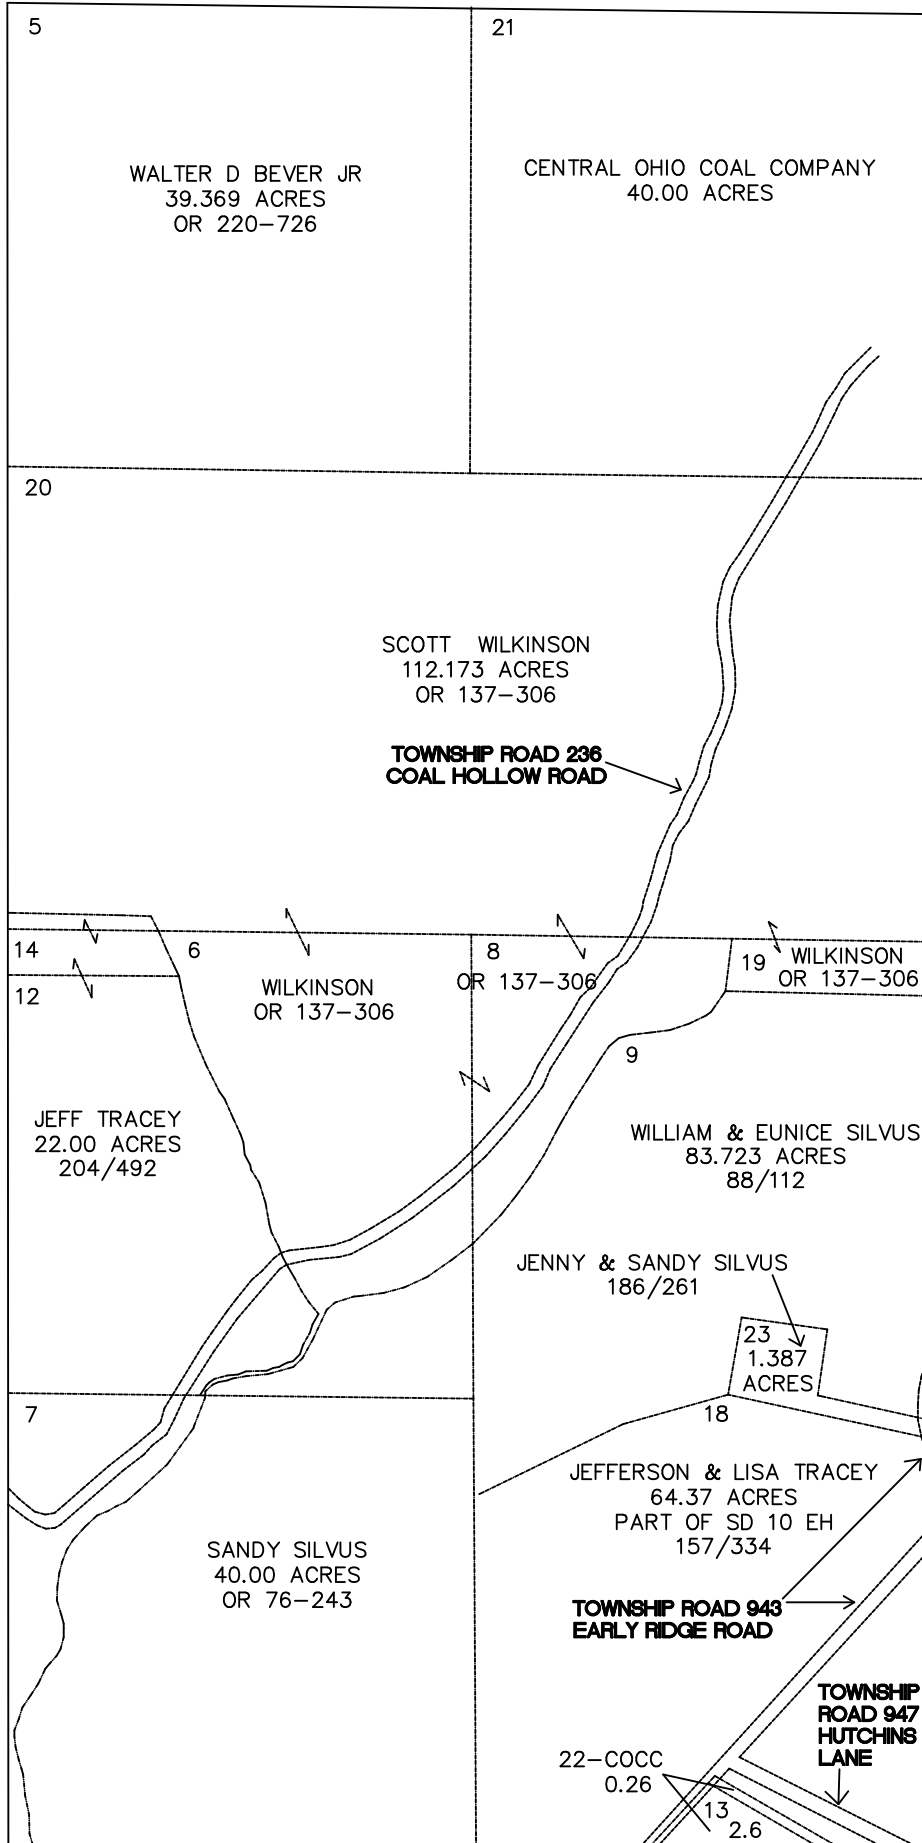 5
21
WALTER D BEVER JR
39.369 ACRES
OR 220-726
CENTRAL OHIO COAL COMPANY
40.00 ACRES
20
SCOTT WILKINSON
112.173 ACRES
OR 137-306
TOWNSHIP ROAD 236
COAL HOLLOW ROAD
14
6
8
19
WILKINSON
OR 137-306
OR 137-306
WILKINSON
OR 137-306
12
9
JEFF TRACEY
22.00 ACRES
204/492
WILLIAM & EUNICE SILVUS
83.723 ACRES
88/112
JENNY & SANDY SILVUS
186/261
23
1.387
ACRES
7
18
JEFFERSON & LISA TRACEY
64.37 ACRES
PART OF SD 10 EH
157/334
SANDY SILVUS
40.00 ACRES
OR 76-243
TOWNSHIP ROAD 943
EARLY RIDGE ROAD
TOWNSHIP
ROAD 947
HUTCHINS
LANE
22-COCC
0.26
13
2.6